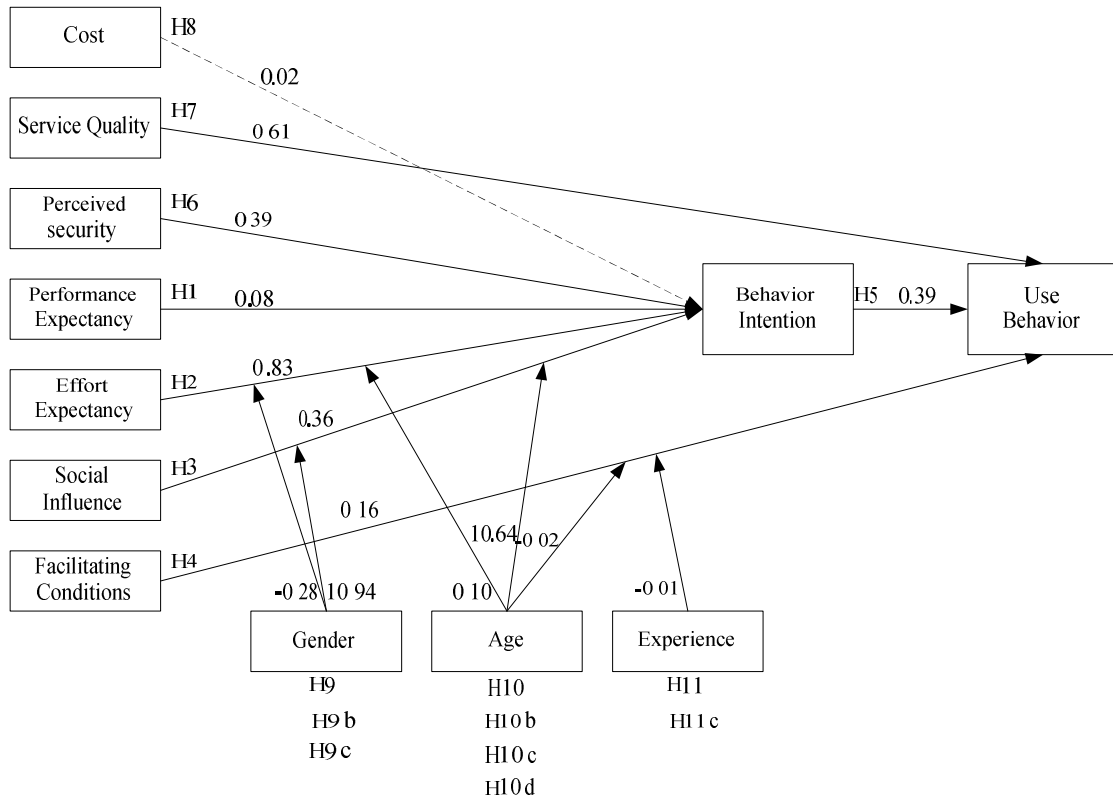 Cost
H8
0.02
Service Quality
H7
0 61
Perceived
security
H6
0 39
Performance
Expectancy
H1
0.08
Behavior
Intention
H5
0.39
Use
Behavior
Effort
Expectancy
H2
0.83
Social
Influence
H3
0.36
Facilitating
Conditions
H4
0 16
-0 28
10 94
0 10
10.64
-0 02
-0 01
Gender
Age
Experience
H9
H9 b
H9 c
H10
H10 b
H10 c
H10 d
H11
H11 c